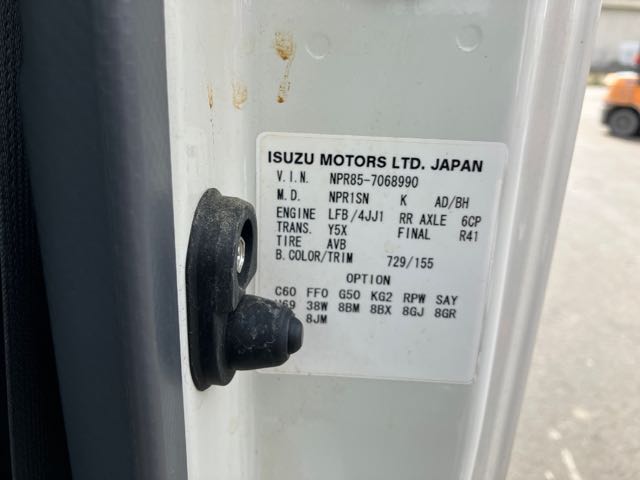 ISUZU MOTORS LTD. JAPAN
V.I.N. NPR85-7068990
M.D. NPR1SN K AD/BH
ENGINE LFB/4JJ1 RR AXLE 6CP
TRANS. Y5X FINAL R41
TIRE AVB
B.COLOR/TRIM 729/155
OPTION
C60 FF0 G50 KG2 RPW SAY
38W 8BM 8BX 8GJ 8GR
8JM